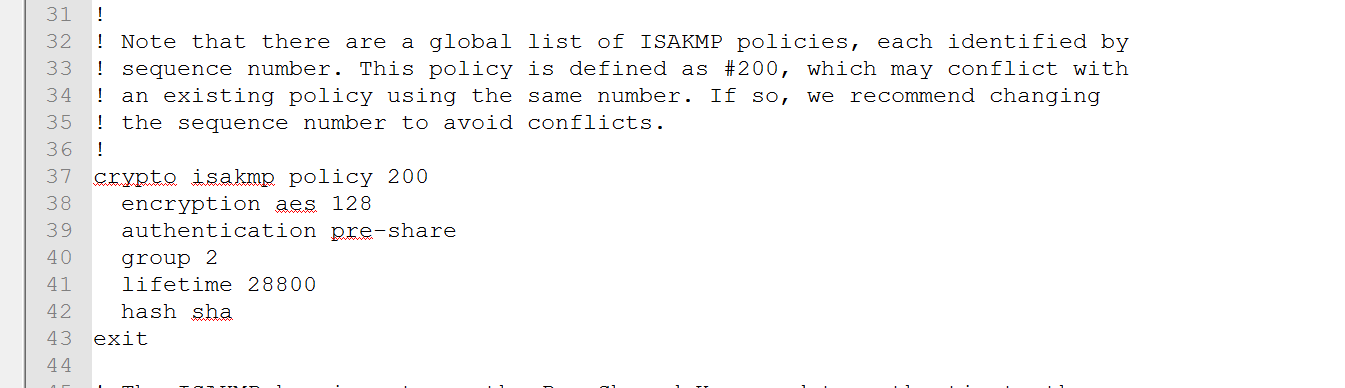 31 !
32 ! Note that there are a global list of ISAKMP policies, each identified by
33 ! sequence number. This policy is defined as #200, which may conflict with
34 ! an existing policy using the same number. If so, we recommend changing
35 ! the sequence number to avoid conflicts.
36 !
37 crypto isakmp policy 200
38 encryption aes 128
39 authentication pre-share
40 group 2
41 lifetime 28800
42 hash sha
43 exit
44